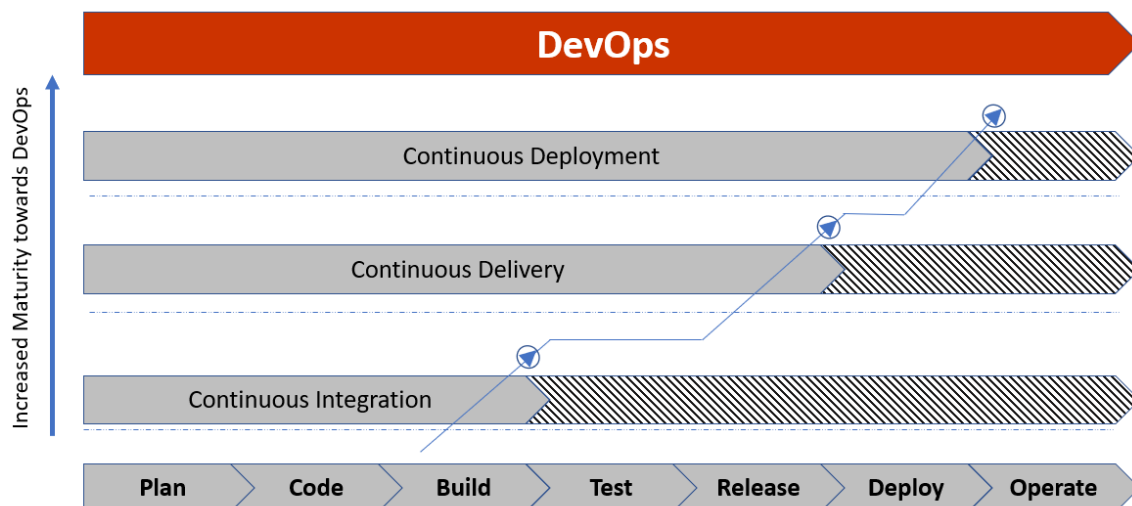 DevOps
Increased Maturity towards DevOps
Continuous Deployment
Continuous Delivery
Continuous Integration
Plan Code Build Test Release Deploy Operate